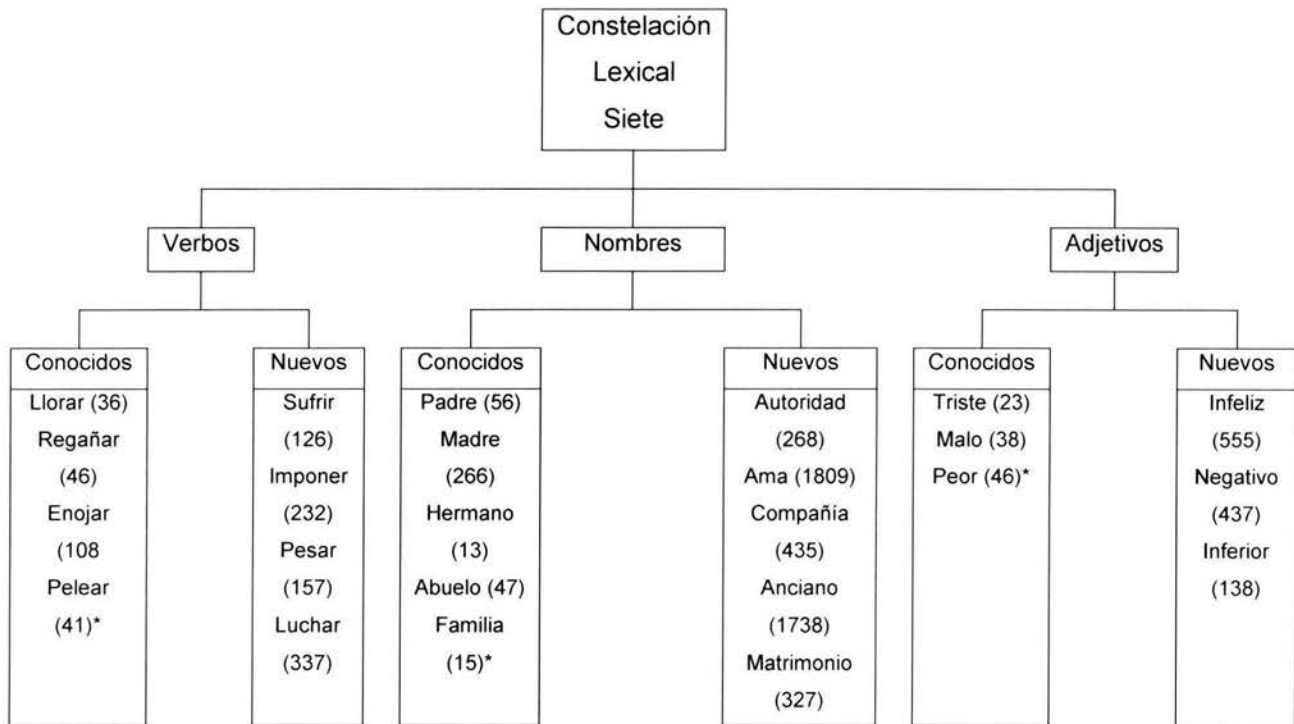 Constelación
Lexical
Siete
Verbos
Nombres
Adjetivos
Conocidos
Llorar (36)
Regañar
(46)
Enojar
(108
Pelear
(41)*
Nuevos
Sufrir
(126)
Imponer
(232)
Pesar
(157)
Luchar
(337)
Conocidos
Padre (56)
Madre
(266)
Hermano
(13)
Abuelo (47)
Familia
(15)*
Nuevos
Autoridad
(268)
Ama (1809)
Compañía
(435)
Anciano
(1738)
Matrimonio
(327)
Conocidos
Triste (23)
Malo (38)
Peor (46)*
Nuevos
Infeliz
(555)
Negativo
(437)
Inferior
(138)